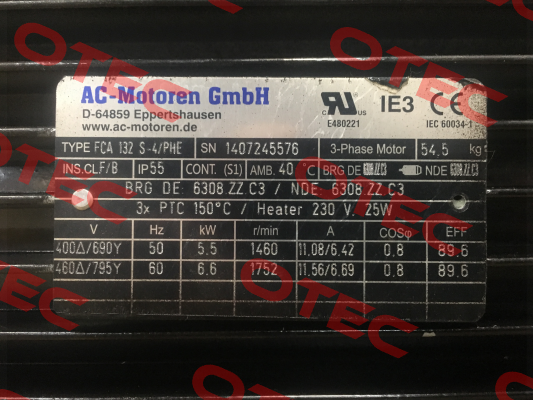 AC-Motoren GmbH
D-64859 Eppertshausen
www.ac-motoren.de
E480221
IE3
CE
IEC 60034-1
TYPE FCA 132 S-4/PHE SN 1407245576 3-Phase Motor 54,5 kg
INS.CL F/B IP55 CONT. (S1) AMB. 40 C BRG DE NDE
BRG DE: 6308 ZZ C3 / NDE: 6308 ZZ C3
3x PTC 150°C / Heater 230 V, 25W
V Hz kW r/min A COSφ EFF
400Δ/690Y 50 5.5 1460 11.08/6.42 0.8 89.6
460Δ/795Y 60 6.6 1752 11.56/6.69 0.8 89.6
OTEC
OTEC
OTEC
OTEC
OTEC
OTEC
OTEC
OTEC